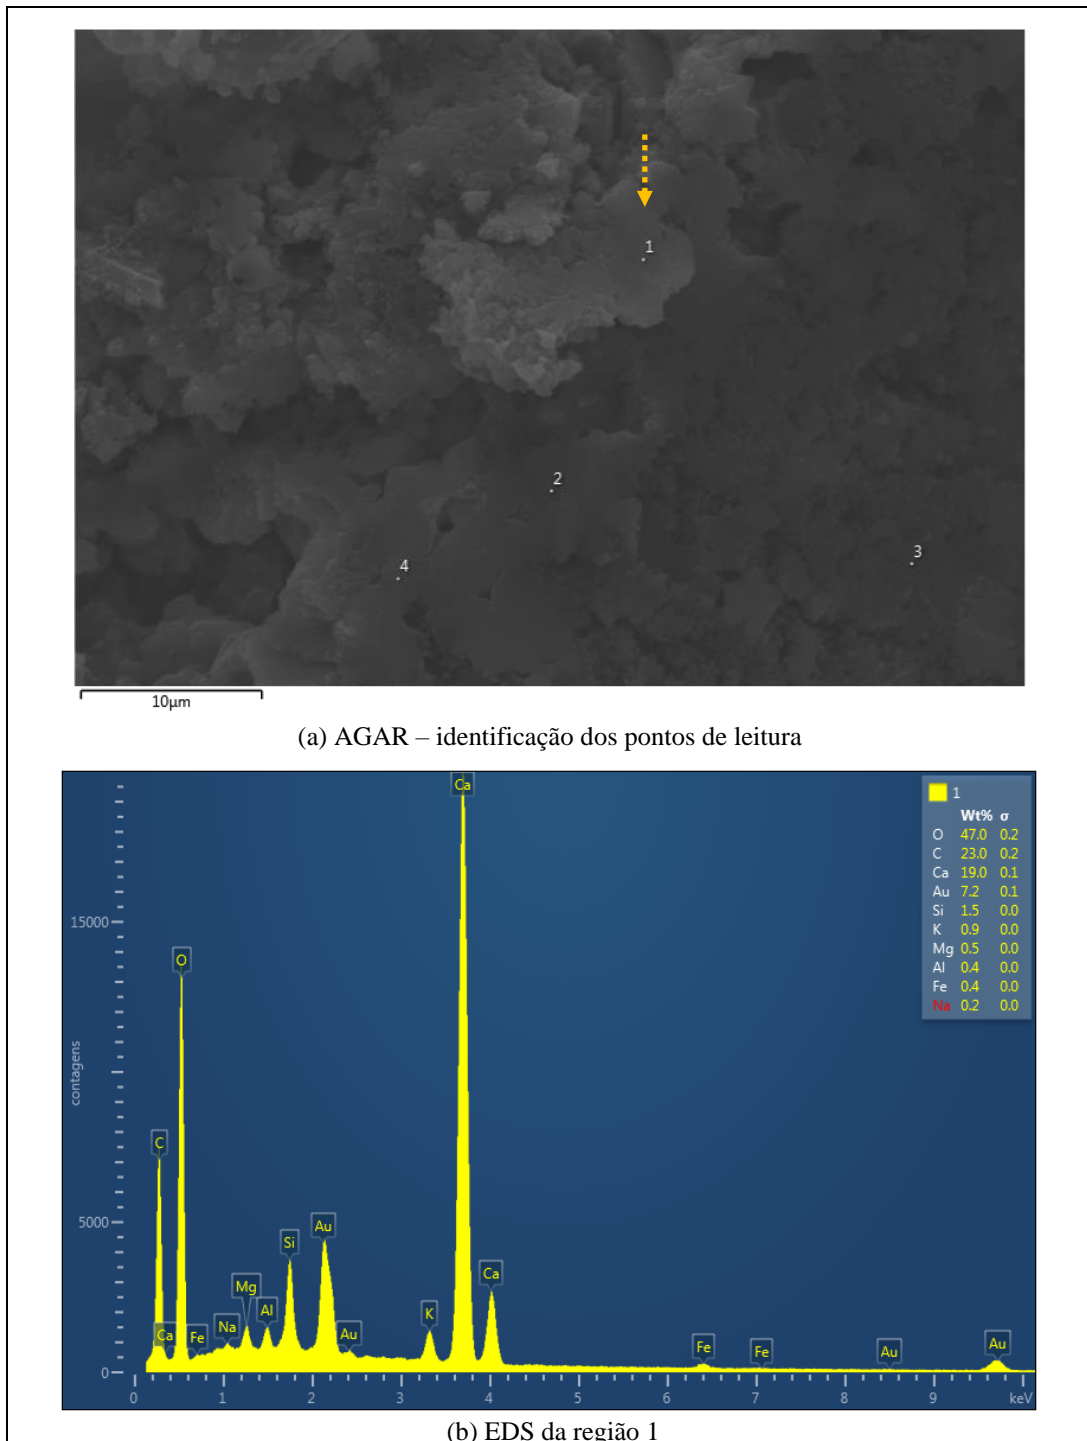 1
2
3
4
10µm
(a) AGAR – identificação dos pontos de leitura
Ca
1
Wt% σ
O 47.0 0.2
C 23.0 0.2
Ca 19.0 0.1
Au 7.2 0.1
Si 1.5 0.0
K 0.9 0.0
Mg 0.5 0.0
Al 0.4 0.0
Fe 0.4 0.0
Na 0.2 0.0
15000
O
contagens
C
5000
Au
Si
Ca
Mg
Al
K
Ca
Fe
Na
Au
Fe
Fe
Au
Au
0
0 1 2 3 4 5 6 7 8 9 keV
(b) EDS da região 1